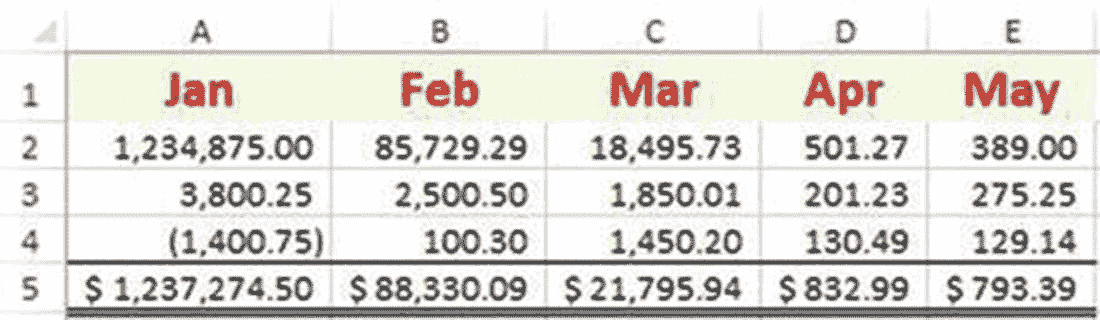 A B C D E
1 Jan Feb Mar Apr May
2 1,234,875.00 85,729.29 18,495.73 501.27 389.00
3 3,800.25 2,500.50 1,850.01 201.23 275.25
4 (1,400.75) 100.30 1,450.20 130.49 129.14
5 $ 1,237,274.50 $ 88,330.09 $ 21,795.94 $ 832.99 $ 793.39